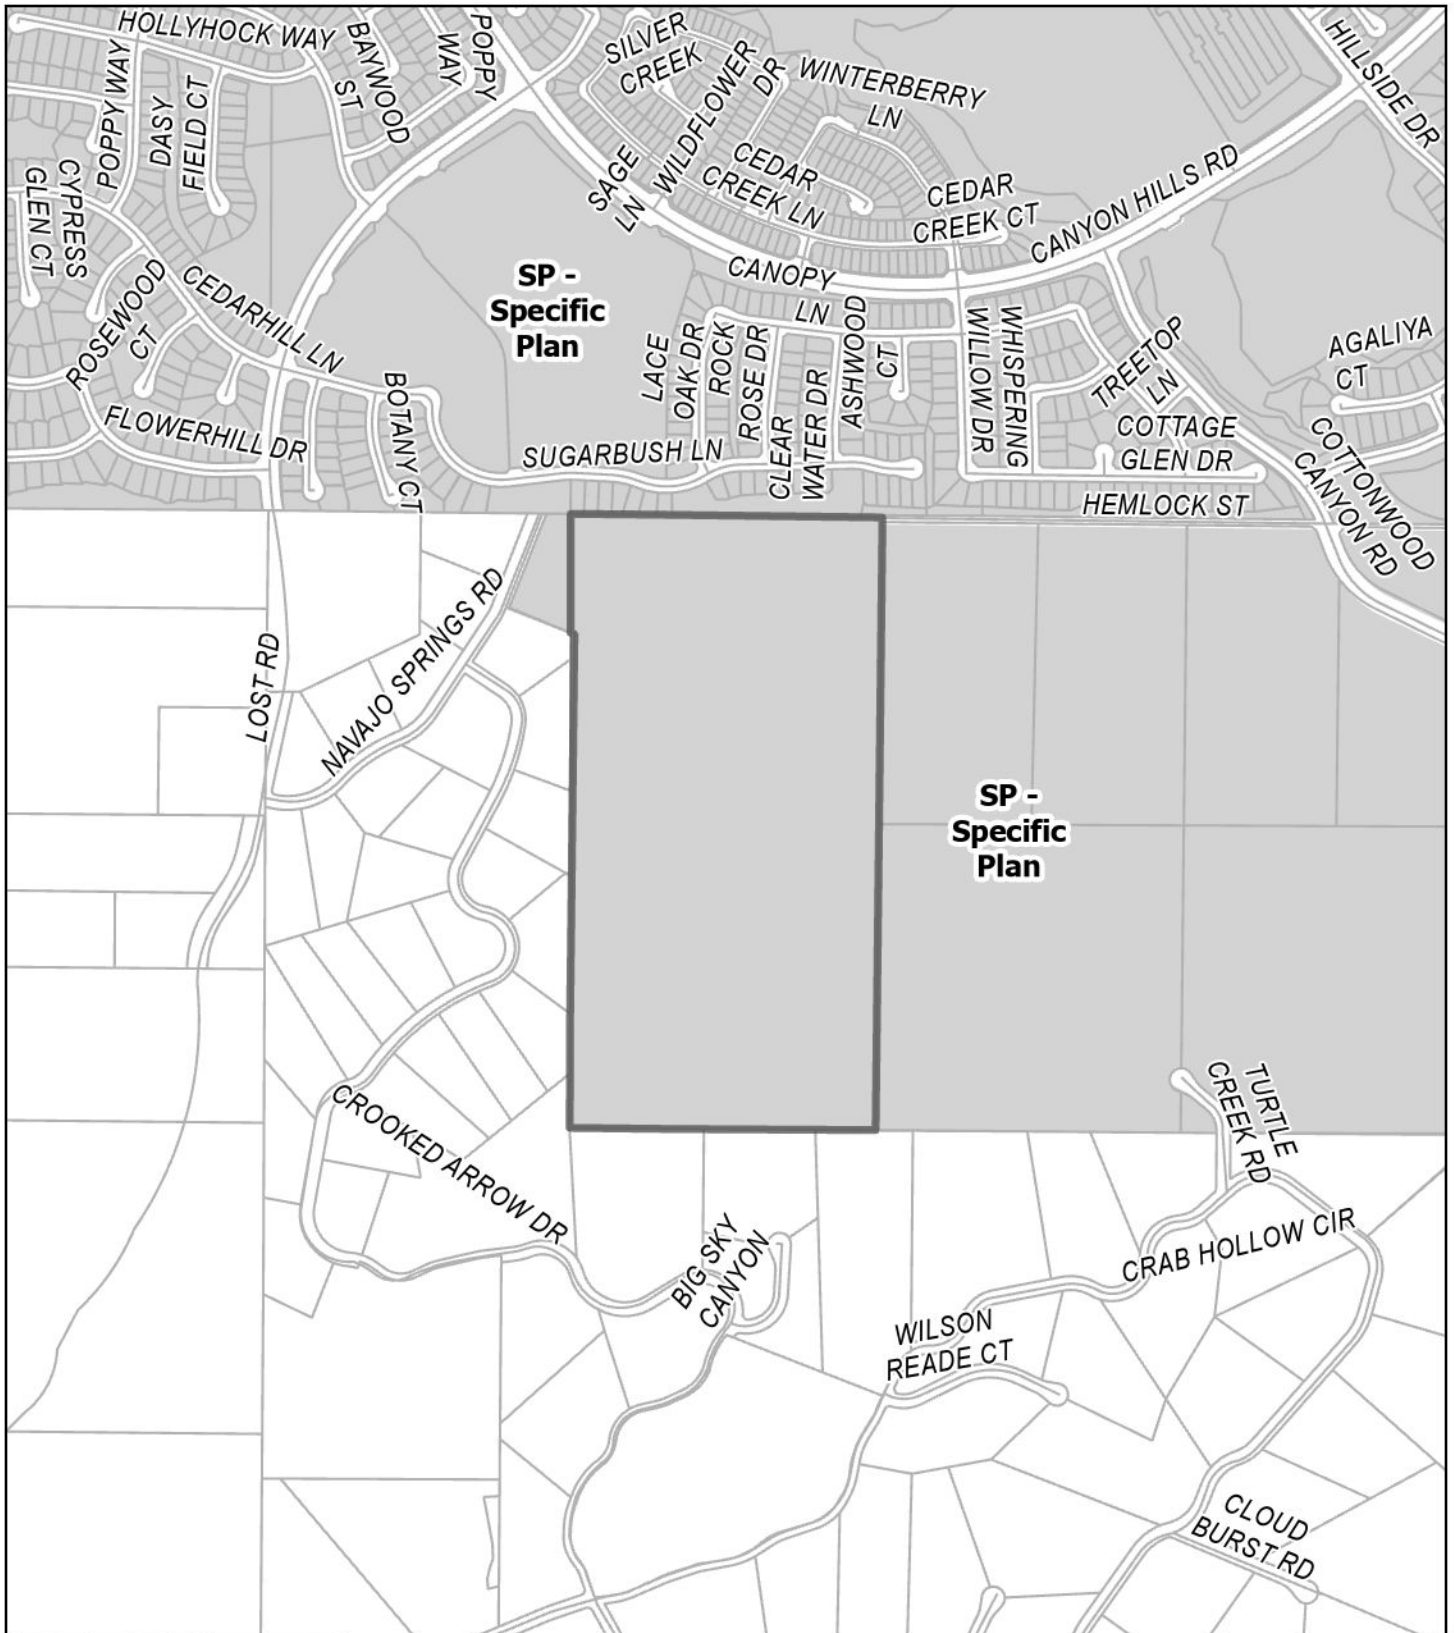 HOLLYHOCK WAY
BAYWOOD
ST
POPPY
WAY
SILVER
CREEK
WILDFLOWER
DR
WINTERBERRY
LN
HILLSIDE DR
POPPY WAY
DASY
FIELD CT
CYPRESS
GLEN CT
SAGE
LN
CEDAR
CREEK LN
CEDAR
CREEK CT
CANYON HILLS RD
ROSEWOOD
CT
CEDARHILL LN
SP -
Specific
Plan
CANOPY
LN
LACE
OAK DR
ROCK
ROSE DR
CLEAR
WATER DR
ASHWOOD
CT
WHISPERING
WILLOW DR
TREETOP
LN
AGALIYA
CT
FLOWERHILL DR
BOTANY CT
SUGARBUSH LN
COTTAGE
GLEN DR
HEMLOCK ST
COTTONWOOD
CANYON RD
LOST RD
NAVAJO SPRINGS RD
SP -
Specific
Plan
CROOKED ARROW DR
TURTLE
CREEK RD
BIG SKY
CANYON
CRAB HOLLOW CIR
WILSON
READE CT
CLOUD
BURST RD